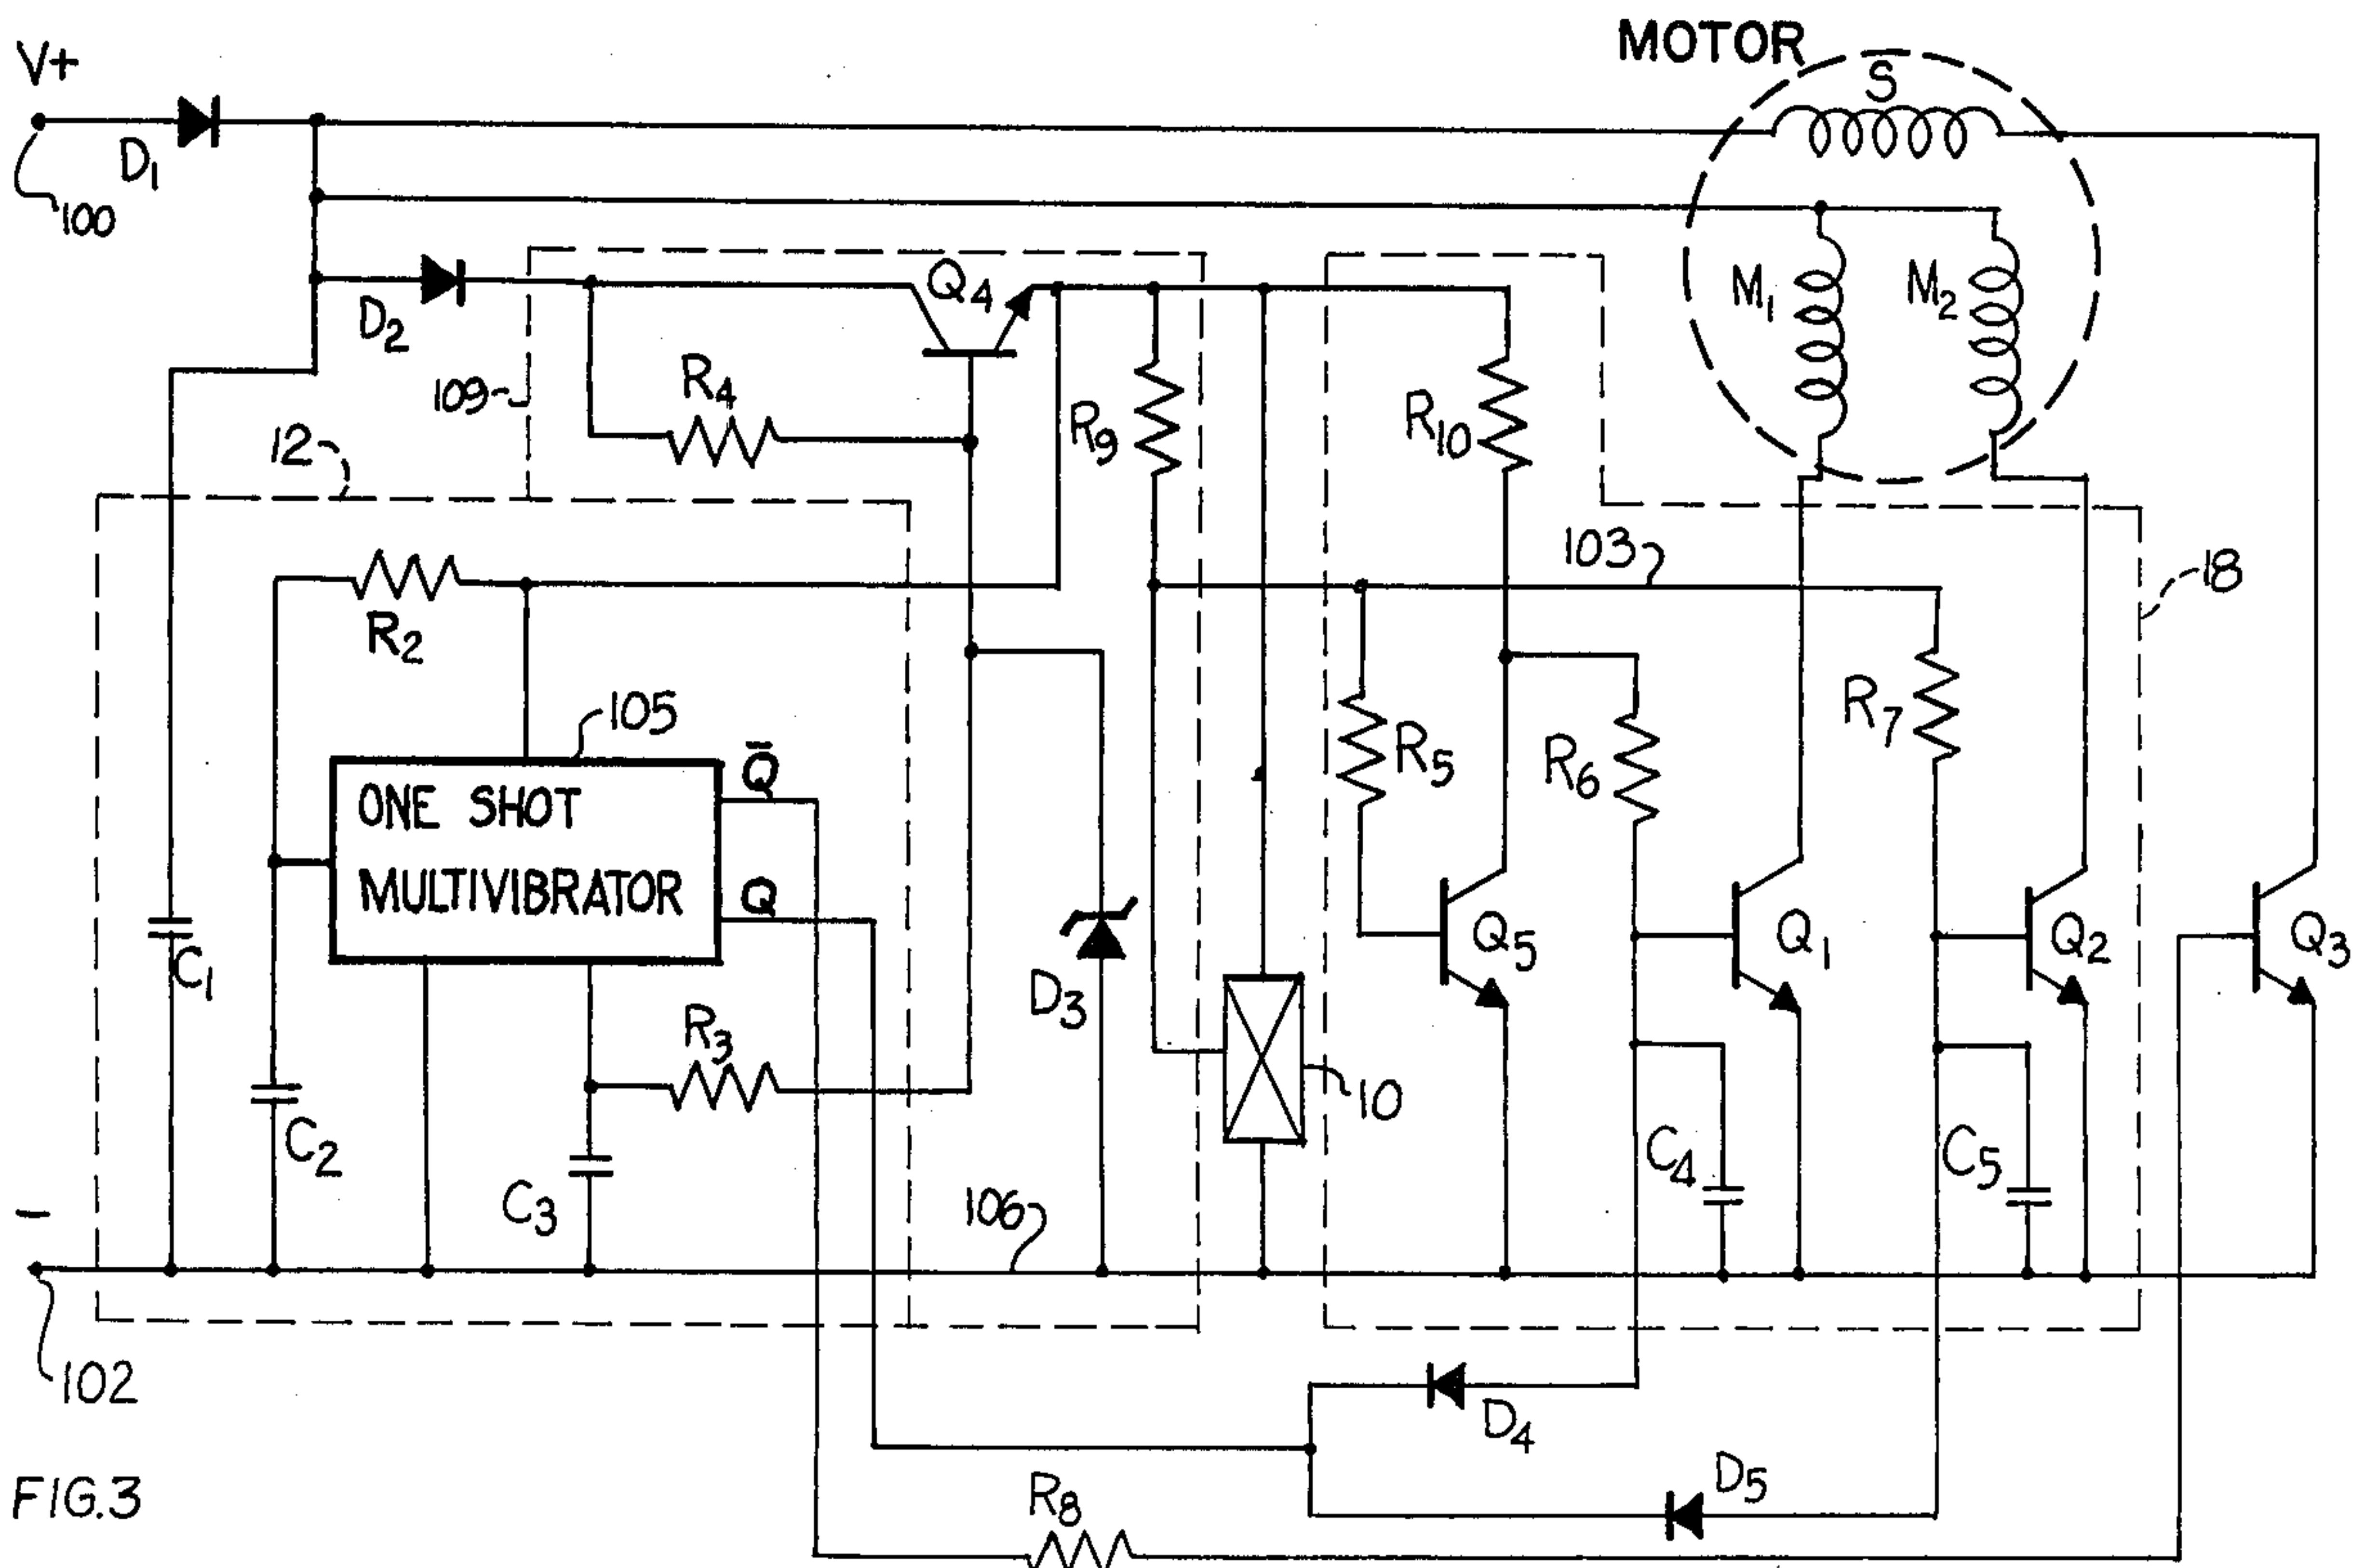 MOTOR
V+
S
D1
100
M1
M2
D2
Q4
109
R4
R9
R10
12
103
18
R2
105
R5
R6
R7
Q̄
ONE SHOT
MULTIVIBRATOR
Q
C1
D3
Q5
Q1
Q2
Q3
R3
10
C2
C3
C4
C5
106
–
102
D4
D5
R8
FIG.3